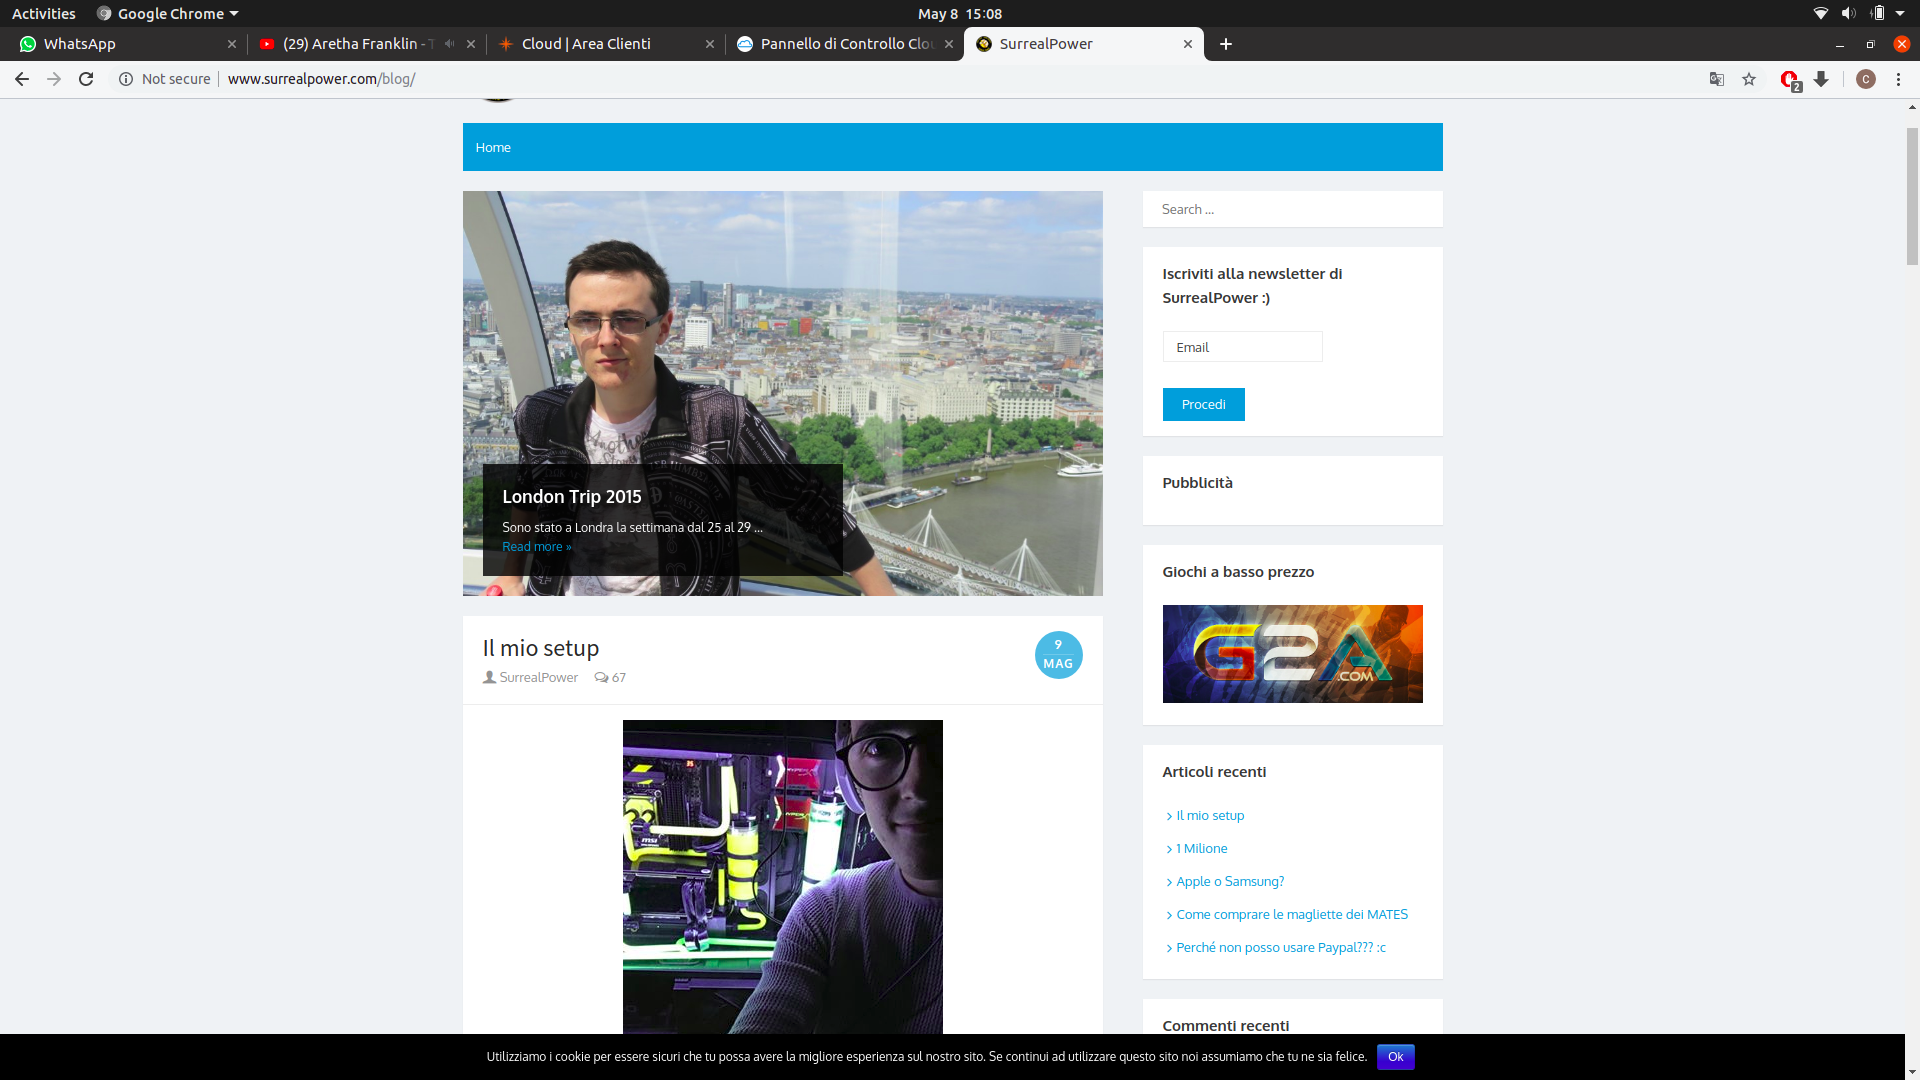 Activities
Google Chrome
May 8 15:08
WhatsApp
(29) Aretha Franklin - T
Cloud | Area Clienti
Pannello di Controllo Clou
SurrealPower
Not secure
www.surrealpower.com/blog/
2
C
Home
London Trip 2015
Sono stato a Londra la settimana dal 25 al 29 ...
Read more »
Il mio setup
SurrealPower
67
9
MAG
35
msi
Search ...
Iscriviti alla newsletter di
SurrealPower :)
Email
Procedi
Pubblicità
Giochi a basso prezzo
G2A
.COM
Articoli recenti
Il mio setup
1 Milione
Apple o Samsung?
Come comprare le magliette dei MATES
Perché non posso usare Paypal??? :c
Commenti recenti
Utilizziamo i cookie per essere sicuri che tu possa avere la migliore esperienza sul nostro sito. Se continui ad utilizzare questo sito noi assumiamo che tu ne sia felice.
Ok